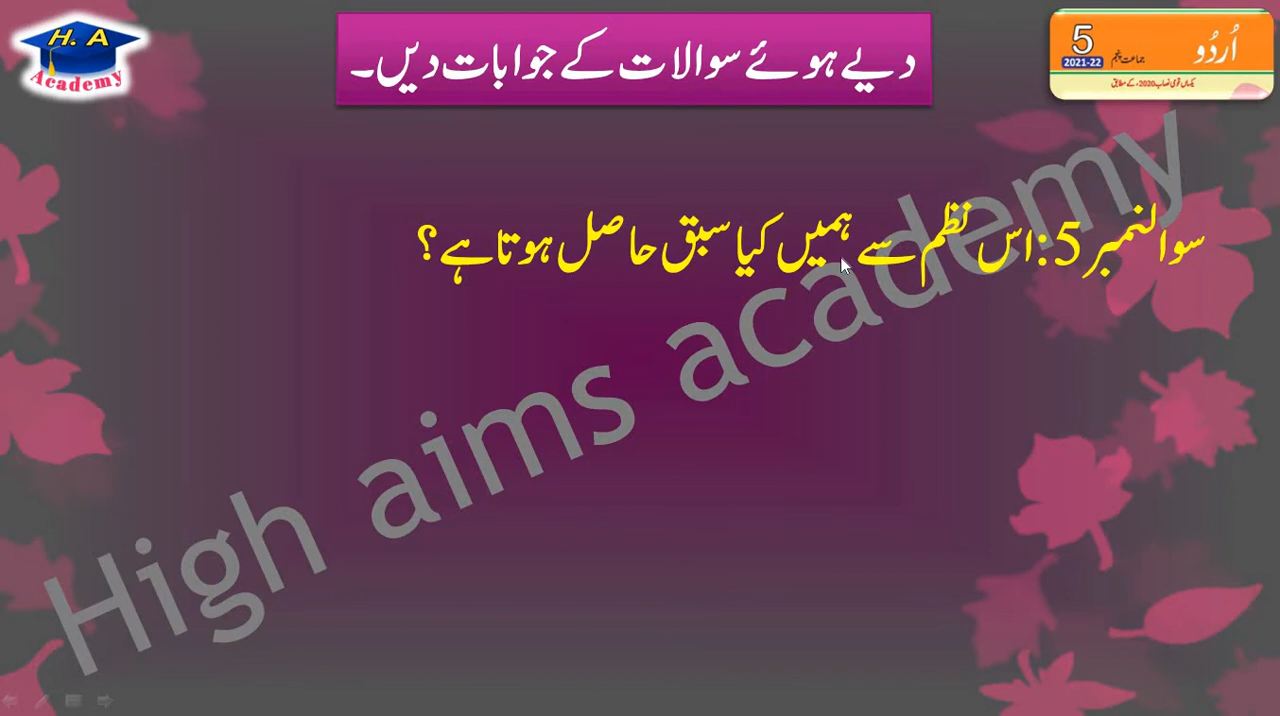 H. A
Academy
دیے ہوئے سوالات کے جوابات دیں۔
اُردُو
5
جماعت پنجم
2021-22
یکساں قومی نصاب 2020ء کے مطابق
سوالنمبر 5: اس نظم سے ہمیں کیا سبق حاصل ہوتا ہے؟
High aims academy